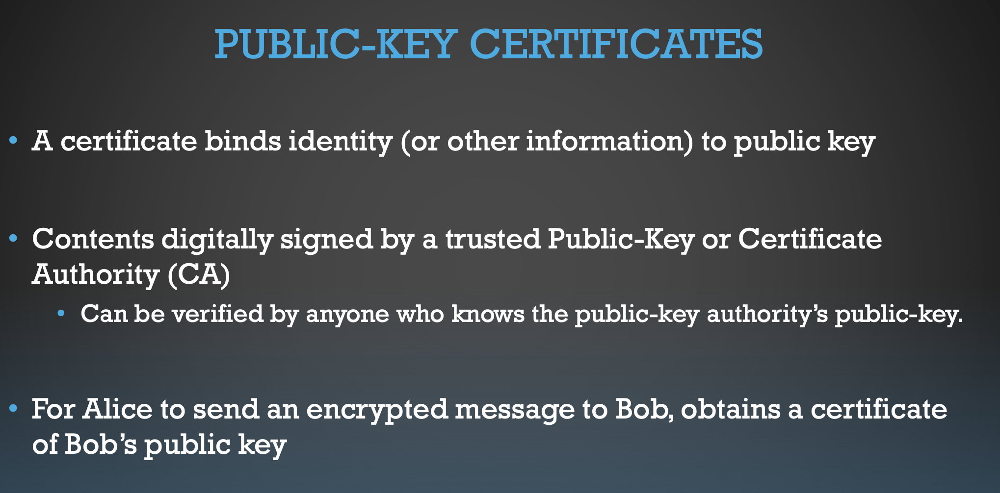 PUBLIC-KEY CERTIFICATES
• A certificate binds identity (or other information) to public key
• Contents digitally signed by a trusted Public-Key or Certificate
Authority (CA)
• Can be verified by anyone who knows the public-key authority’s public-key.
• For Alice to send an encrypted message to Bob, obtains a certificate
of Bob’s public key